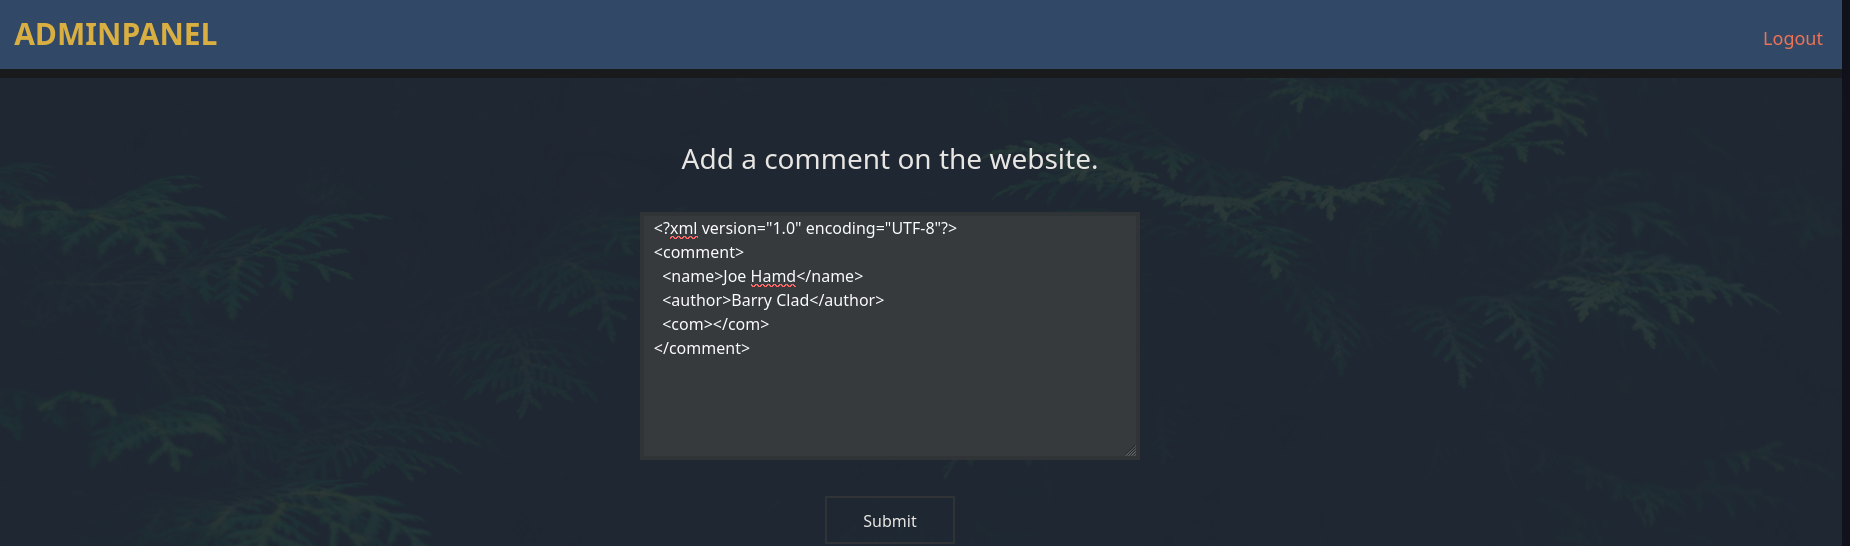 ADMINPANEL
Logout
Add a comment on the website.
<?xml version="1.0" encoding="UTF-8"?>
<comment>
  <name>Joe Hamd</name>
  <author>Barry Clad</author>
  <com></com>
</comment>
Submit